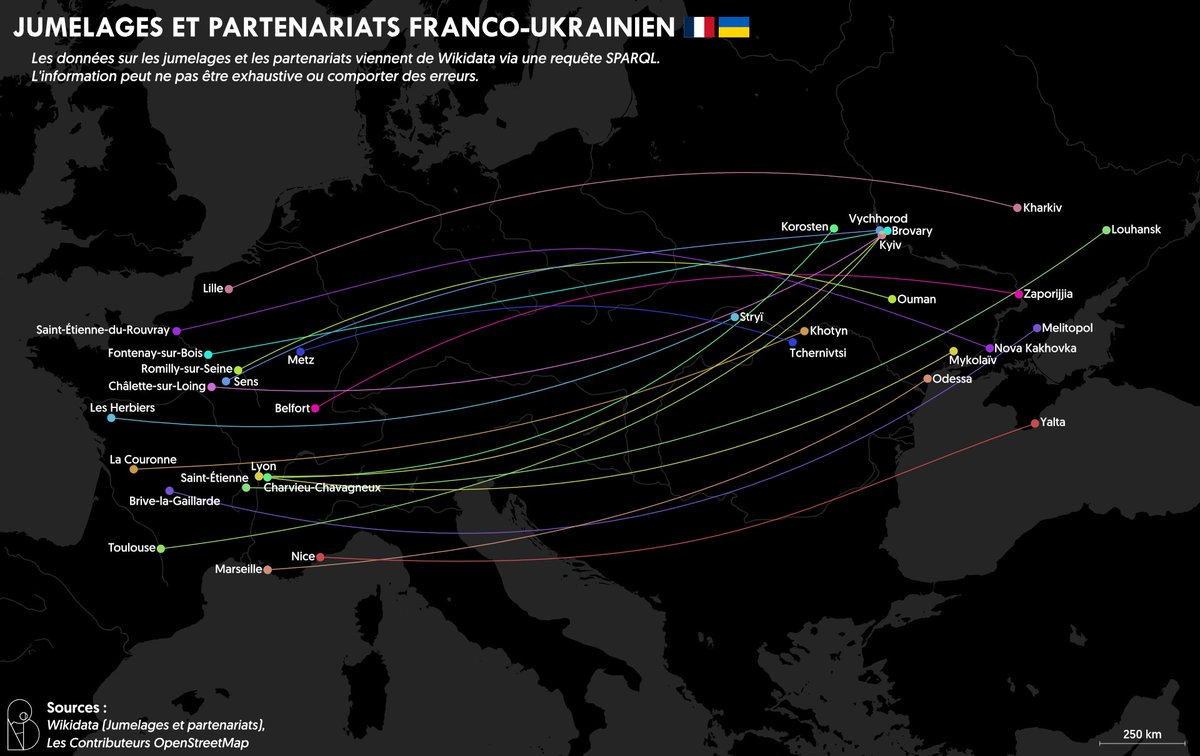 JUMELAGES ET PARTENARIATS FRANCO-UKRAINIEN
Les données sur les jumelages et les partenariats viennent de Wikidata via une requête SPARQL.
L'information peut ne pas être exhaustive ou comporter des erreurs.
Kharkiv
Vychhorod
Korosten
Brovary
Louhansk
Kyiv
Lille
Zaporijjia
Ouman
Stryï
Saint-Étienne-du-Rouvray
Khotyn
Melitopol
Fontenay-sur-Bois
Metz
Tchernivtsi
Nova Kakhovka
Mykolaïv
Romilly-sur-Seine
Sens
Châlette-sur-Loing
Odessa
Les Herbiers
Belfort
Yalta
La Couronne
Lyon
Saint-Étienne
Charvieu-Chavagneux
Brive-la-Gaillarde
Toulouse
Nice
Marseille
Sources :
Wikidata (Jumelages et partenariats),
Les Contributeurs OpenStreetMap
250 km